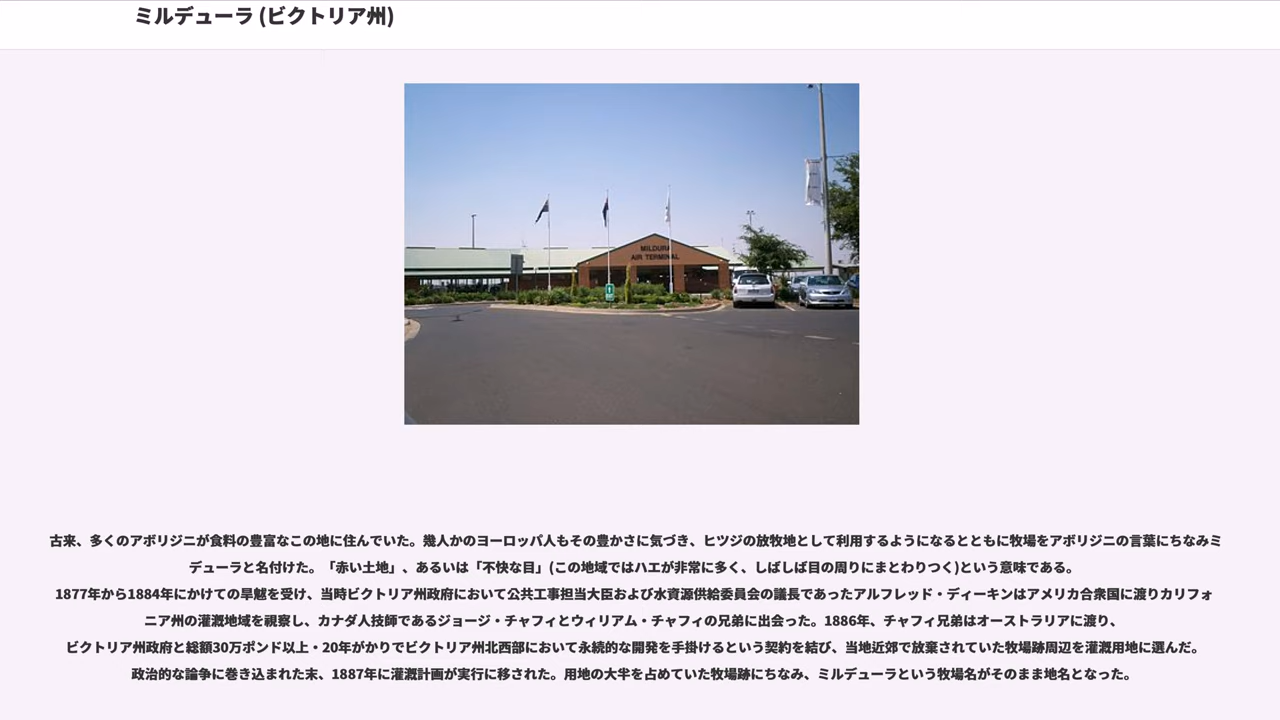 ミルデューラ (ビクトリア州)
MILDURA
AIR TERMINAL
古来、多くのアボリジニが食料の豊富なこの地に住んでいた。幾人かのヨーロッパ人もその豊かさに気づき、ヒツジの放牧地として利用するようになるとともに牧場をアボリジニの言葉にちなみミ
デューラと名付けた。「赤い土地」、あるいは「不快な目」(この地域ではハエが非常に多く、しばしば目の周りにまとわりつく)という意味である。
1877年から1884年にかけての旱魃を受け、当時ビクトリア州政府において公共工事担当大臣および水資源供給委員会の議長であったアルフレッド・ディーキンはアメリカ合衆国に渡りカリフォ
ニア州の灌漑地域を視察し、カナダ人技師であるジョージ・チャフィとウィリアム・チャフィの兄弟に出会った。1886年、チャフィ兄弟はオーストラリアに渡り、
ビクトリア州政府と総額30万ポンド以上・20年がかりでビクトリア州北西部において永続的な開発を手掛けるという契約を結び、当地近郊で放棄されていた牧場跡周辺を灌漑用地に選んだ。
政治的な論争に巻き込まれた末、1887年に灌漑計画が実行に移された。用地の大半を占めていた牧場跡にちなみ、ミルデューラという牧場名がそのまま地名となった。